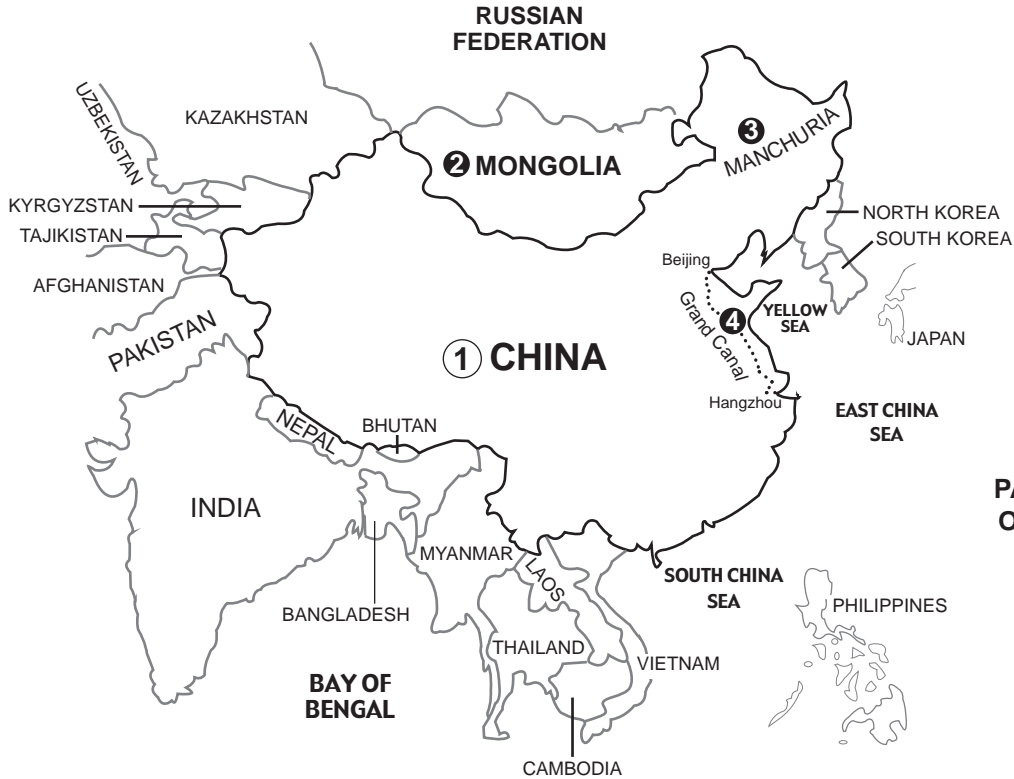 RUSSIAN
FEDERATION
UZBEKISTAN
KAZAKHSTAN
3
MANCHURIA
2 MONGOLIA
KYRGYZSTAN
NORTH KOREA
TAJIKISTAN
SOUTH KOREA
Beijing
AFGHANISTAN
Grand Canal
4
YELLOW
SEA
PAKISTAN
JAPAN
1 CHINA
Hangzhou
EAST CHINA
SEA
NEPAL
BHUTAN
INDIA
PA
O
MYANMAR
LAOS
SOUTH CHINA
SEA
BANGLADESH
PHILIPPINES
THAILAND
VIETNAM
BAY OF
BENGAL
CAMBODIA